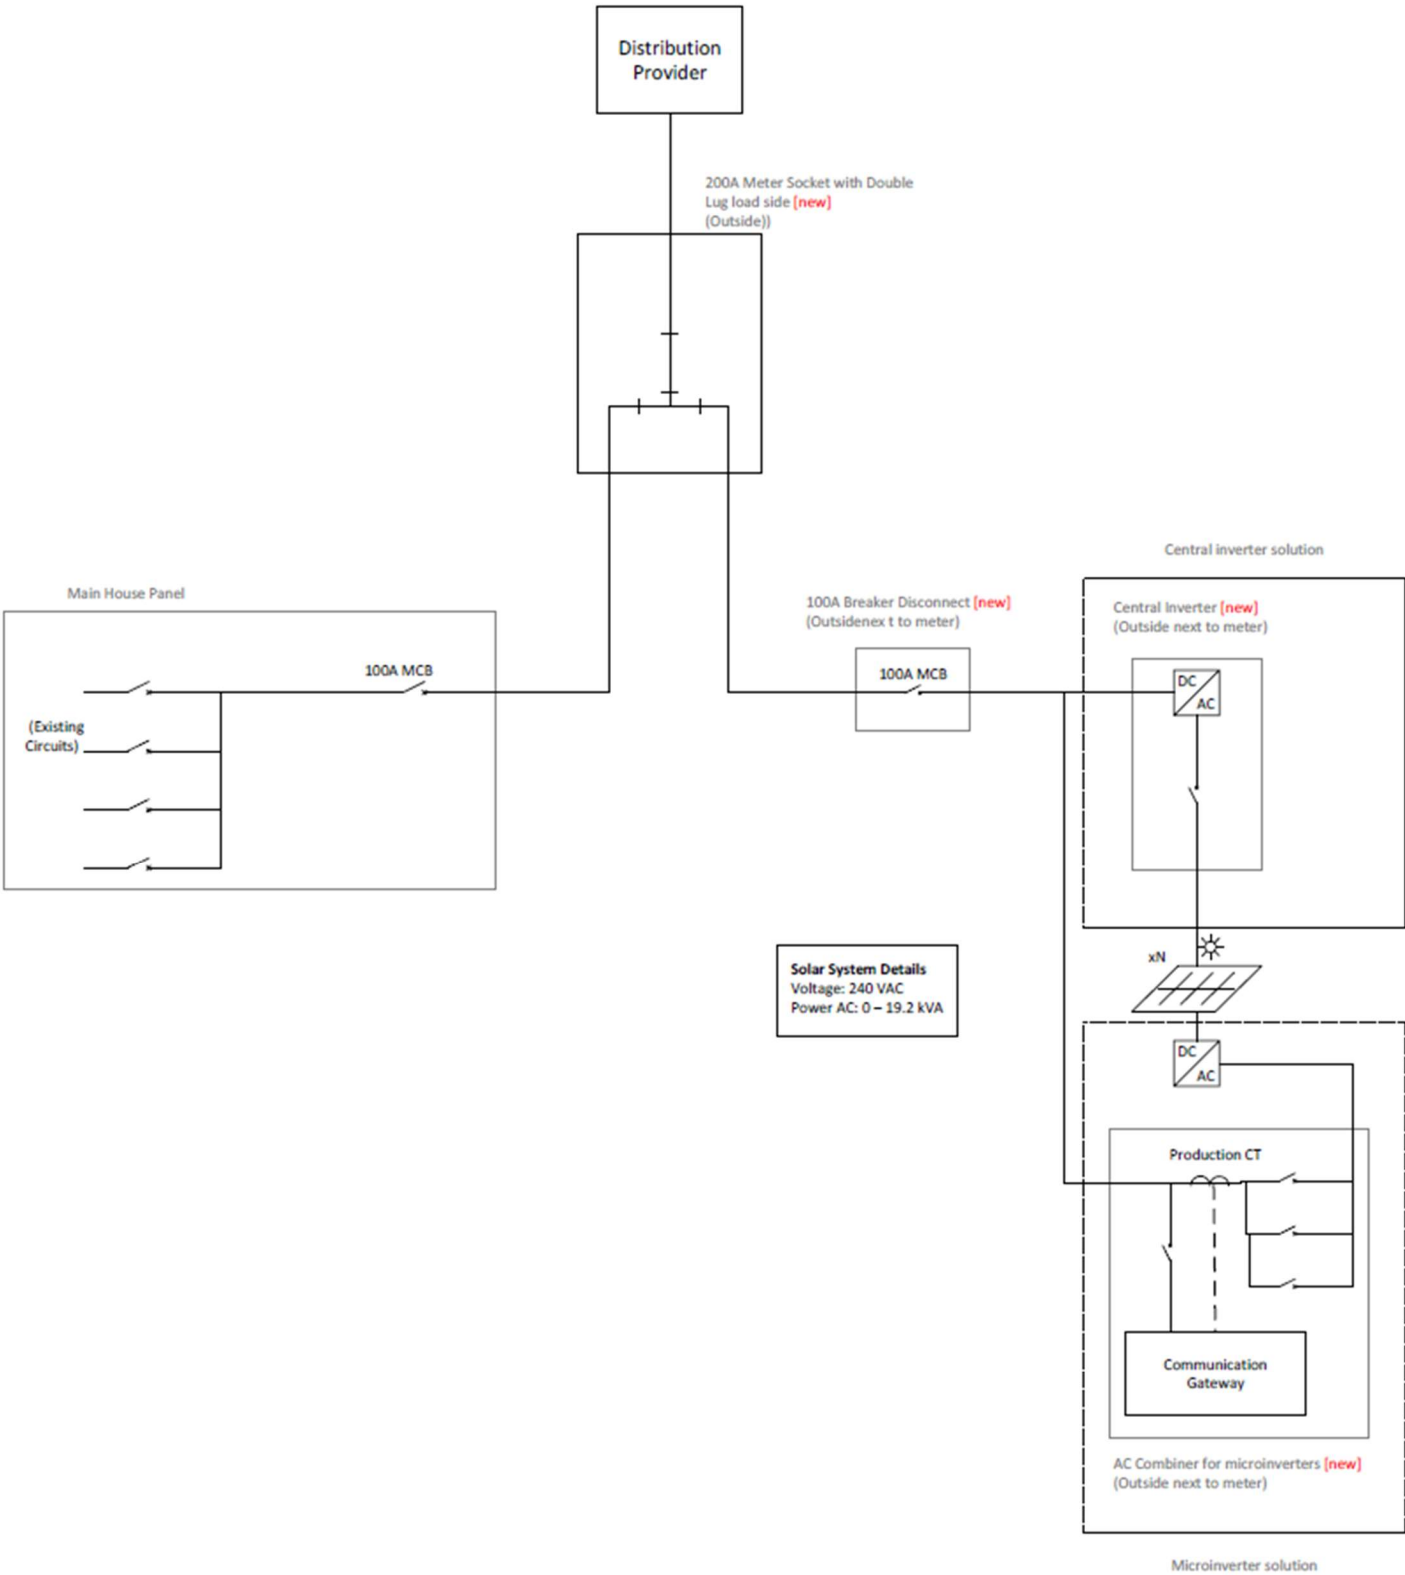 Distribution
Provider
200A Meter Socket with Double
Lug load side [new]
(Outside))
Central inverter solution
Main House Panel
100A Breaker Disconnect [new]
(Outsidenex t to meter)
Central Inverter [new]
(Outside next to meter)
100A MCB
100A MCB
DC
AC
(Existing
Circuits)
xN
Solar System Details
Voltage: 240 VAC
Power AC: 0 – 19.2 kVA
DC
AC
Production CT
Communication
Gateway
AC Combiner for microinverters [new]
(Outside next to meter)
Microinverter solution